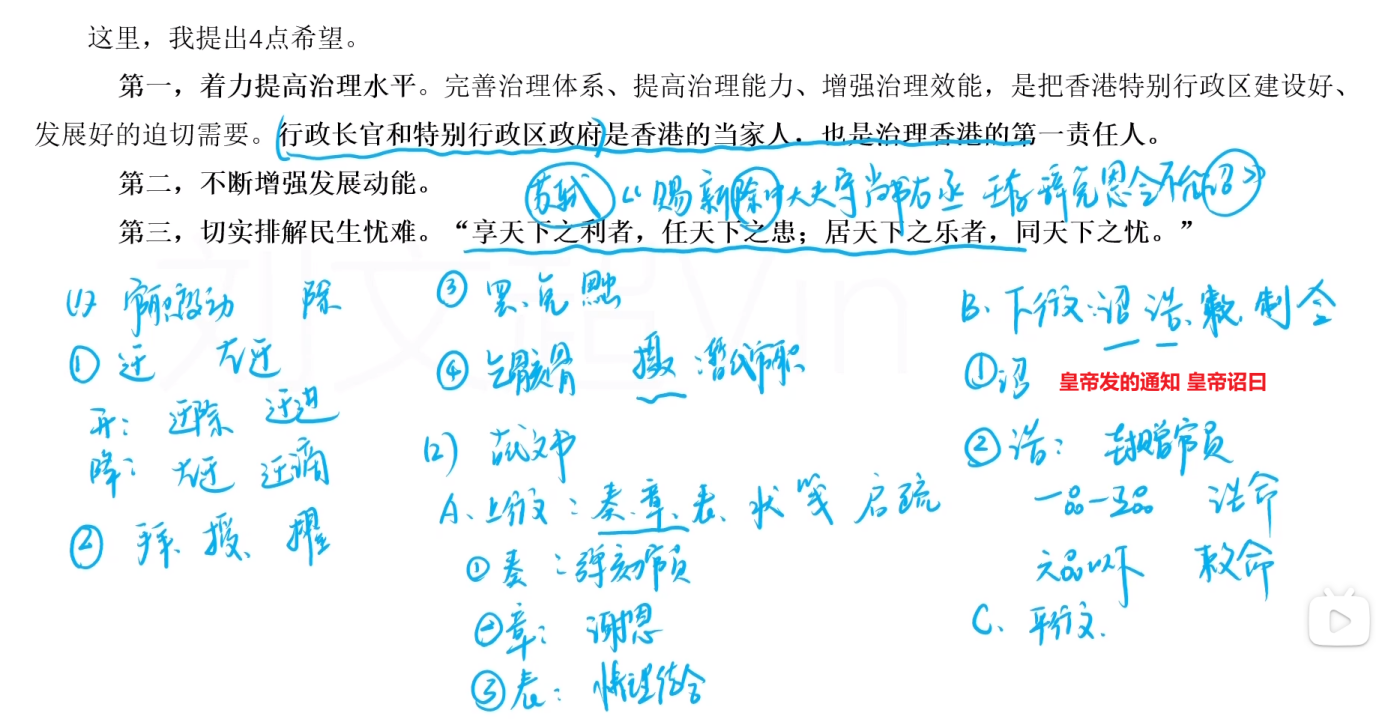 这里，我提出4点希望。
第一，着力提高治理水平。完善治理体系、提高治理能力、增强治理效能，是把香港特别行政区建设好、
发展好的迫切需要。行政长官和特别行政区政府是香港的当家人，也是治理香港的第一责任人。
第二，不断增强发展动能。
苏轼《赐新除中大夫守尚书右丞王存辞免恩命不允诏》
第三，切实排解民生忧难。“享天下之利者，任天下之患；居天下之乐者，同天下之忧。”
(1) 官职变动 除
① 迁 左迁
升：迁除 迁进
降：左迁 迁谪
② 拜、授、擢
③ 罢、免、黜
④ 乞骸骨 摄：暂代官职
(2) 古代文书
A、上行文：奏、章、表、状 笺 启 疏
① 奏：弹劾官员
②章：谢恩
③表：情理结合
B、下行文：诏 诰、敕 制 令
①诏 皇帝发的通知 皇帝诏曰
②诰：封赠官员
一品一五品 诰命
六品以下 敕命
C、平行文.